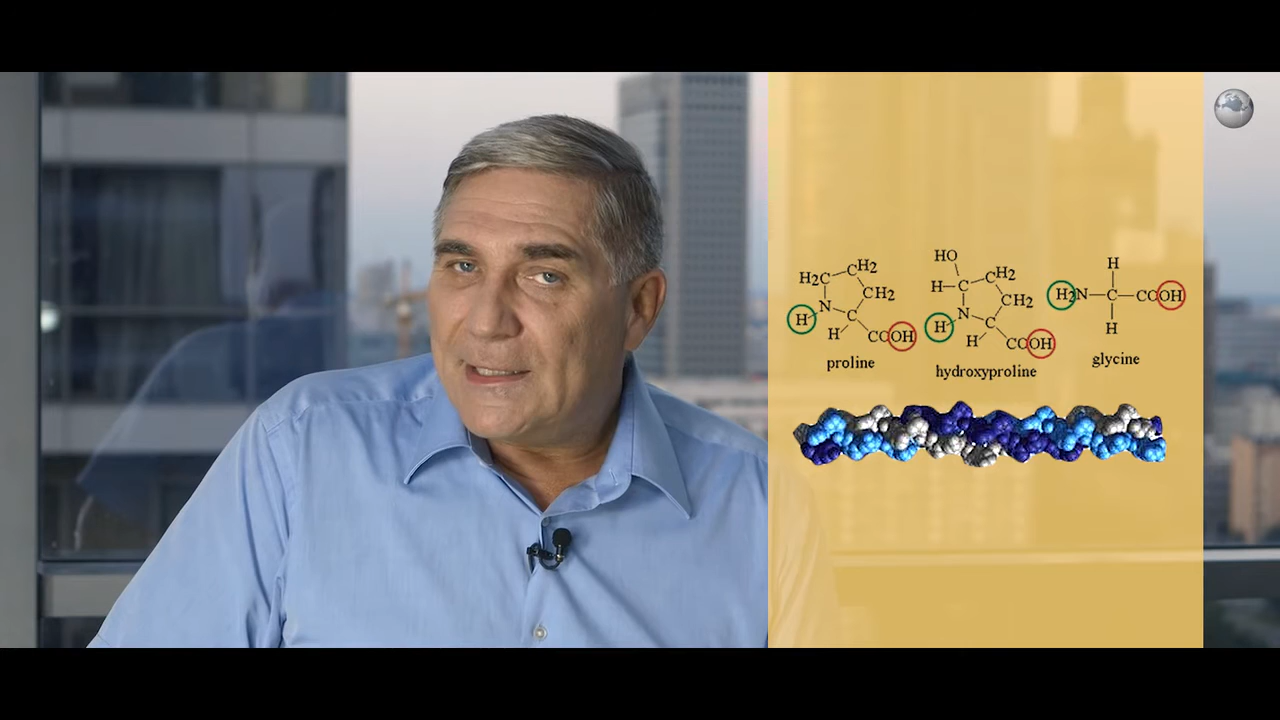 HO
H2C CH2
CH2
N
H
H
COOH
proline
H
CH2
CH2
N
H
H
COOH
hydroxyproline
H
H2N C COOH
H
glycine